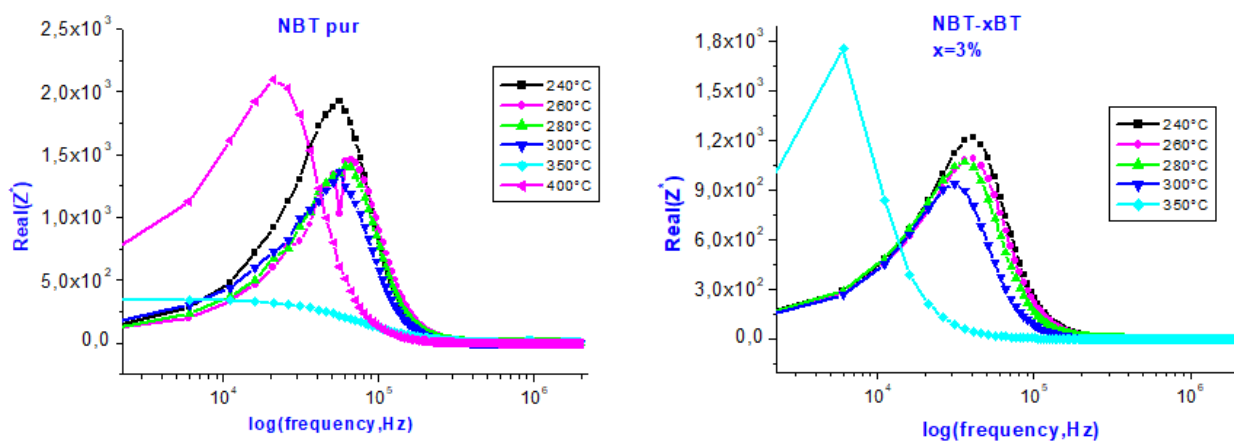 NBT pur
2,5x10³
2,0x10³
1,5x10³
1,0x10³
5,0x10²
0,0
Real(Z*)
10⁴
10⁵
10⁶
log(frequency,Hz)
240°C
260°C
280°C
300°C
350°C
400°C
NBT-xBT
x=3%
1,8x10³
1,5x10³
1,2x10³
9,0x10²
6,0x10²
3,0x10²
0,0
Real(Z*)
10⁴
10⁵
10⁶
log(frequency,Hz)
240°C
260°C
280°C
300°C
350°C